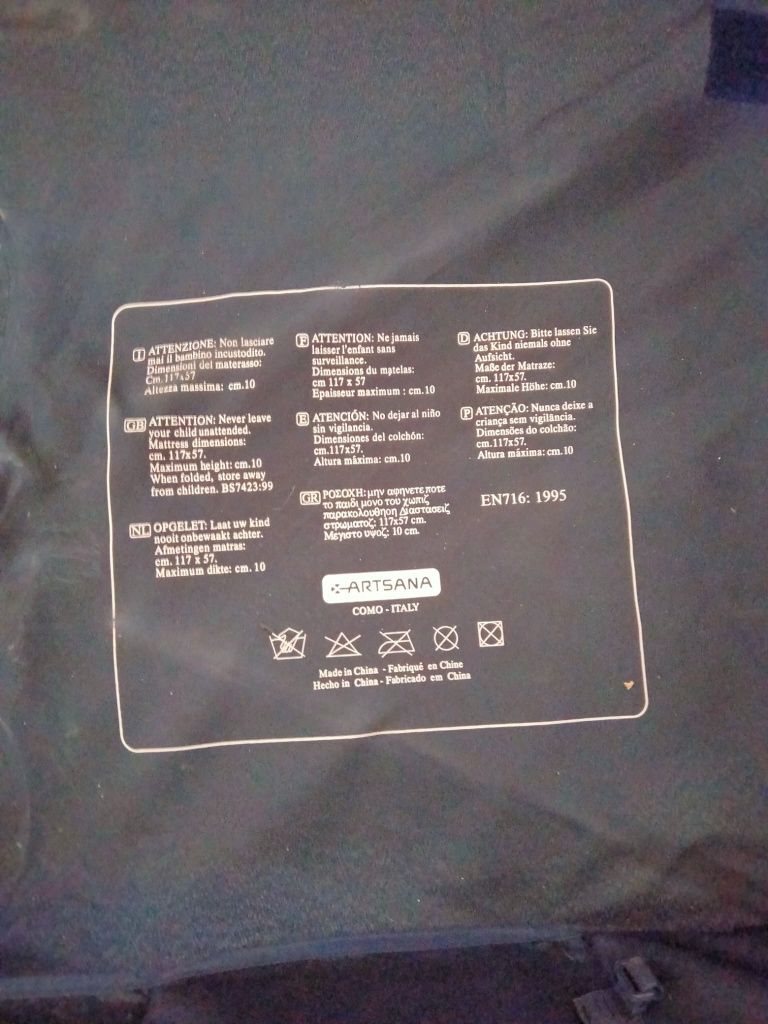 I ATTENZIONE: Non lasciare
mai il bambino incustodito.
Dimensioni del materasso:
Cm. 117x57
Altezza massima: cm.10
GB ATTENTION: Never leave
your child unattended.
Mattress dimensions:
cm. 117x57.
Maximum height: cm.10
When folded, store away
from children. BS7423:99
NL OPGELET: Laat uw kind
nooit onbewaakt achter.
Afmetingen matras:
cm. 117 x 57.
Maximum dikte: cm. 10
F ATTENTION: Ne jamais
laisser l'enfant sans
surveillance.
Dimensions du matelas:
cm 117 x 57
Epaisseur maximum : cm.10
E ATENCIÓN: No dejar al niño
sin vigilancia.
Dimensiones del colchón:
cm.117x57.
Altura máxima: cm.10
GR ΡΟΣΟΧΗ: μην αφηνετε ποτε
το παιδι μονο του χωπιζ
παρακολουθηση Διαστασειζ
στρωματοζ: 117x57 cm.
Μεγιστο υψοζ: 10 cm.
D ACHTUNG: Bitte lassen Sie
das Kind niemals ohne
Aufsicht.
Maße der Matraze:
cm. 117x57.
Maximale Höhe: cm.10
P ATENÇÃO: Nunca deixe a
criança sem vigilância.
Dimensões do colchão:
cm.117x57.
Altura máxima: cm.10
EN716: 1995
ARTSANA
COMO - ITALY
Made in China - Fabriqué en Chine
Hecho in China - Fabricado em China